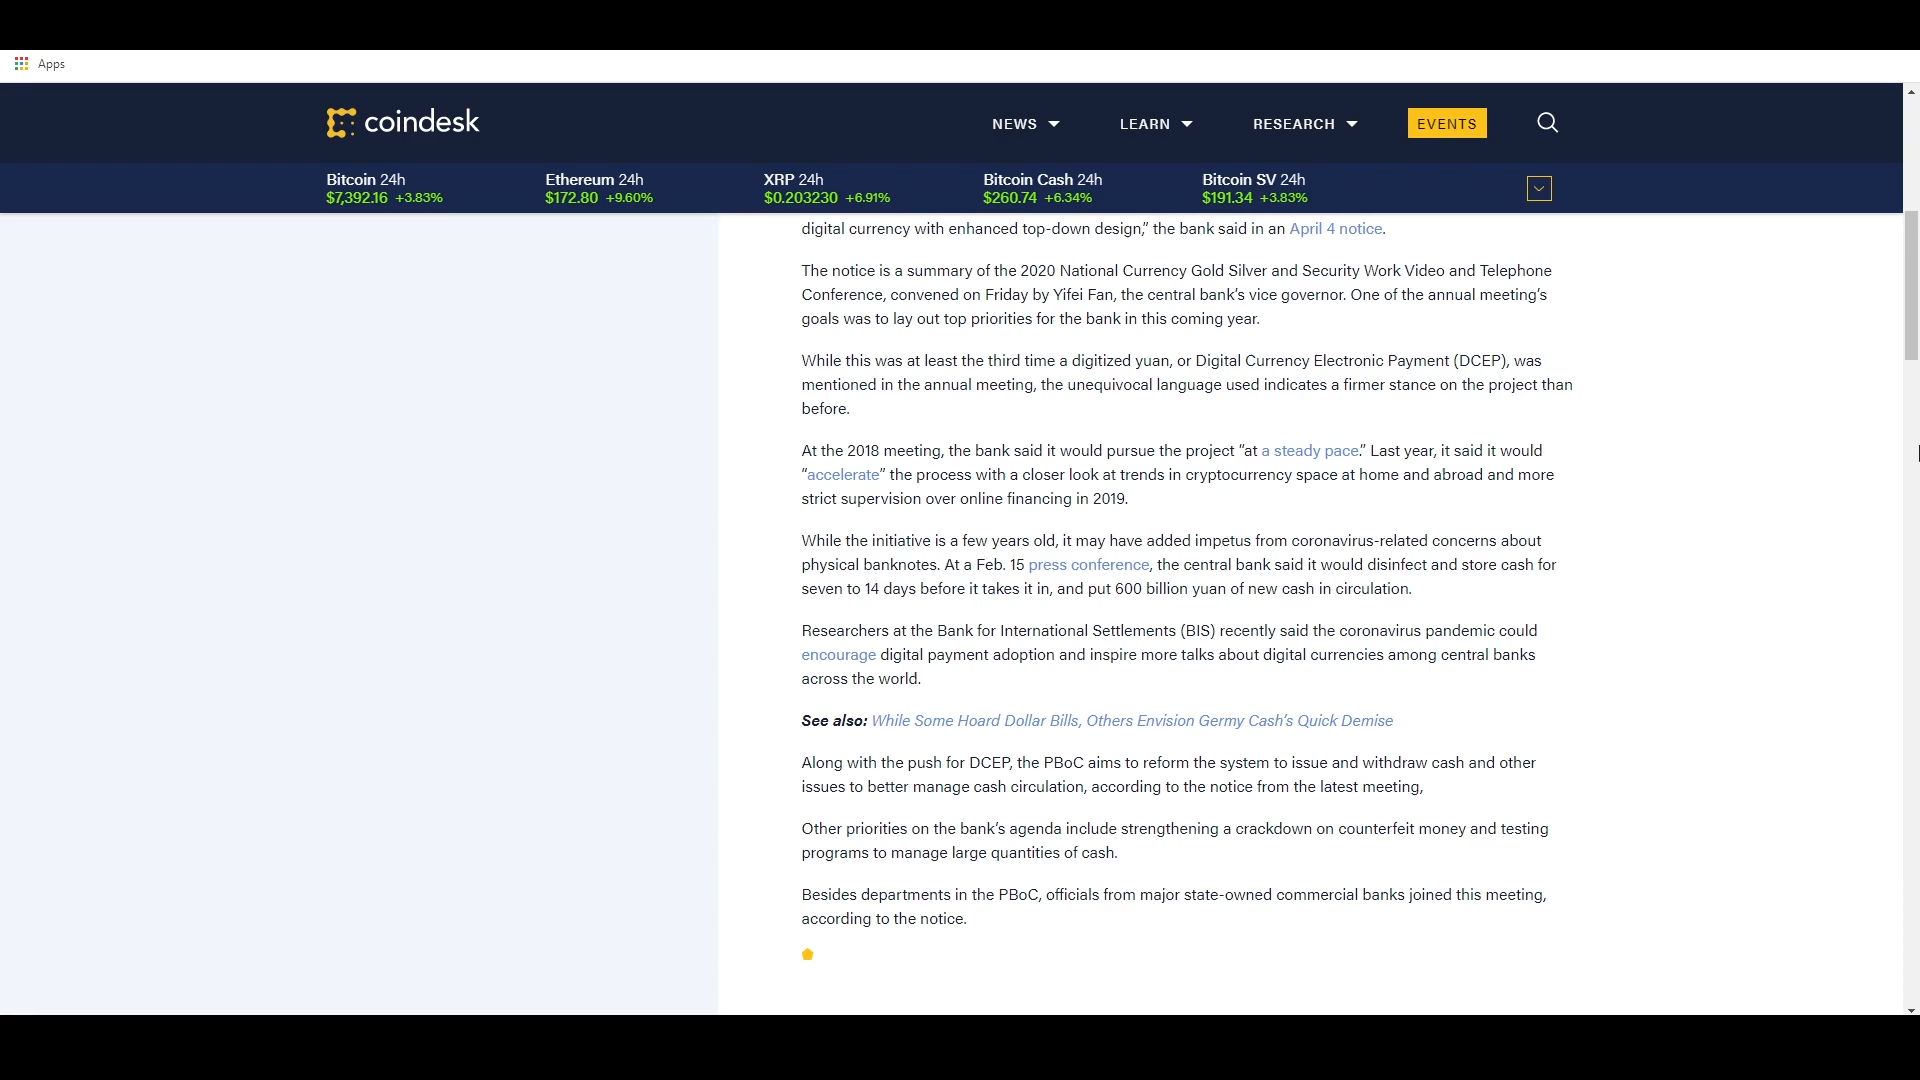 Apps
coindesk
NEWS LEARN RESEARCH EVENTS
Bitcoin 24h
$7,392.16 +3.83%
Ethereum 24h
$172.80 +9.60%
XRP 24h
$0.203230 +6.91%
Bitcoin Cash 24h
$260.74 +6.34%
Bitcoin SV 24h
$191.34 +3.83%
digital currency with enhanced top-down design,” the bank said in an April 4 notice.
The notice is a summary of the 2020 National Currency Gold Silver and Security Work Video and Telephone
Conference, convened on Friday by Yifei Fan, the central bank’s vice governor. One of the annual meeting’s
goals was to lay out top priorities for the bank in this coming year.
While this was at least the third time a digitized yuan, or Digital Currency Electronic Payment (DCEP), was
mentioned in the annual meeting, the unequivocal language used indicates a firmer stance on the project than
before.
At the 2018 meeting, the bank said it would pursue the project “at a steady pace.” Last year, it said it would
“accelerate” the process with a closer look at trends in cryptocurrency space at home and abroad and more
strict supervision over online financing in 2019.
While the initiative is a few years old, it may have added impetus from coronavirus-related concerns about
physical banknotes. At a Feb. 15 press conference, the central bank said it would disinfect and store cash for
seven to 14 days before it takes it in, and put 600 billion yuan of new cash in circulation.
Researchers at the Bank for International Settlements (BIS) recently said the coronavirus pandemic could
encourage digital payment adoption and inspire more talks about digital currencies among central banks
across the world.
See also: While Some Hoard Dollar Bills, Others Envision Germy Cash’s Quick Demise
Along with the push for DCEP, the PBoC aims to reform the system to issue and withdraw cash and other
issues to better manage cash circulation, according to the notice from the latest meeting,
Other priorities on the bank’s agenda include strengthening a crackdown on counterfeit money and testing
programs to manage large quantities of cash.
Besides departments in the PBoC, officials from major state-owned commercial banks joined this meeting,
according to the notice.